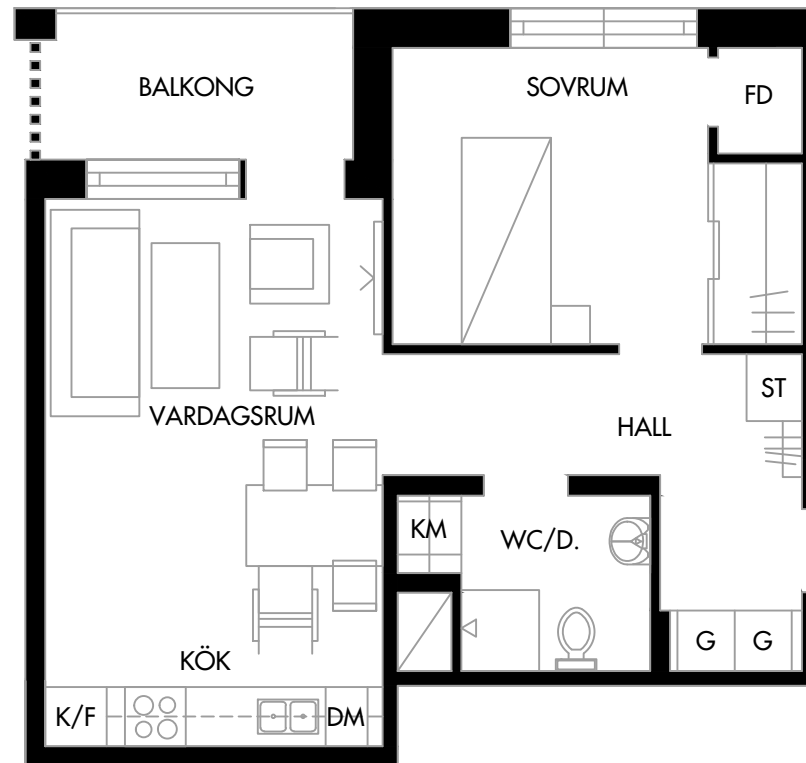 BALKONG
SOVRUM
FD
ST
VARDAGSRUM
HALL
KM
WC/D.
KÖK
G
G
K/F
DM